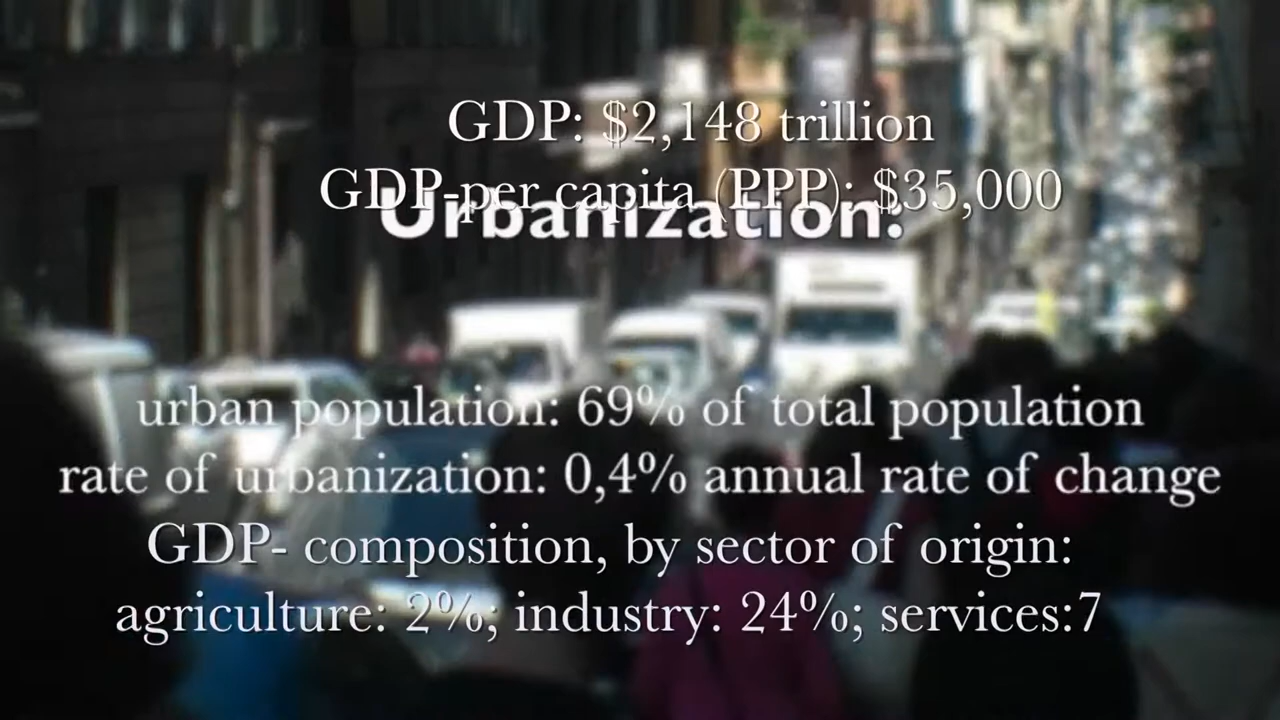 GDP: $2,148 trillion
GDP-per capita (PPP): $35,000
Urbanization:
urban population: 69% of total population
rate of urbanization: 0,4% annual rate of change
GDP- composition, by sector of origin:
agriculture: 2%; industry: 24%; services:7